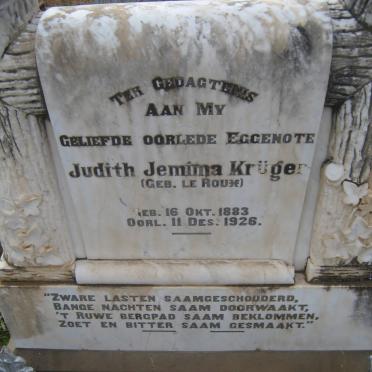 Ter Gedagtenis
Aan My
Geliefde oorlede Eggenote
Judith Jemima Krüger
(Geb. le Roux)
Geb. 16 Okt. 1883
Oorl. 11 Des. 1926.
"Zware lasten saamgeschouderd,
Bange nachten saam doorwaakt,
'T ruwe bergpad saam beklommen,
Zoet en bitter saam gesmaakt."